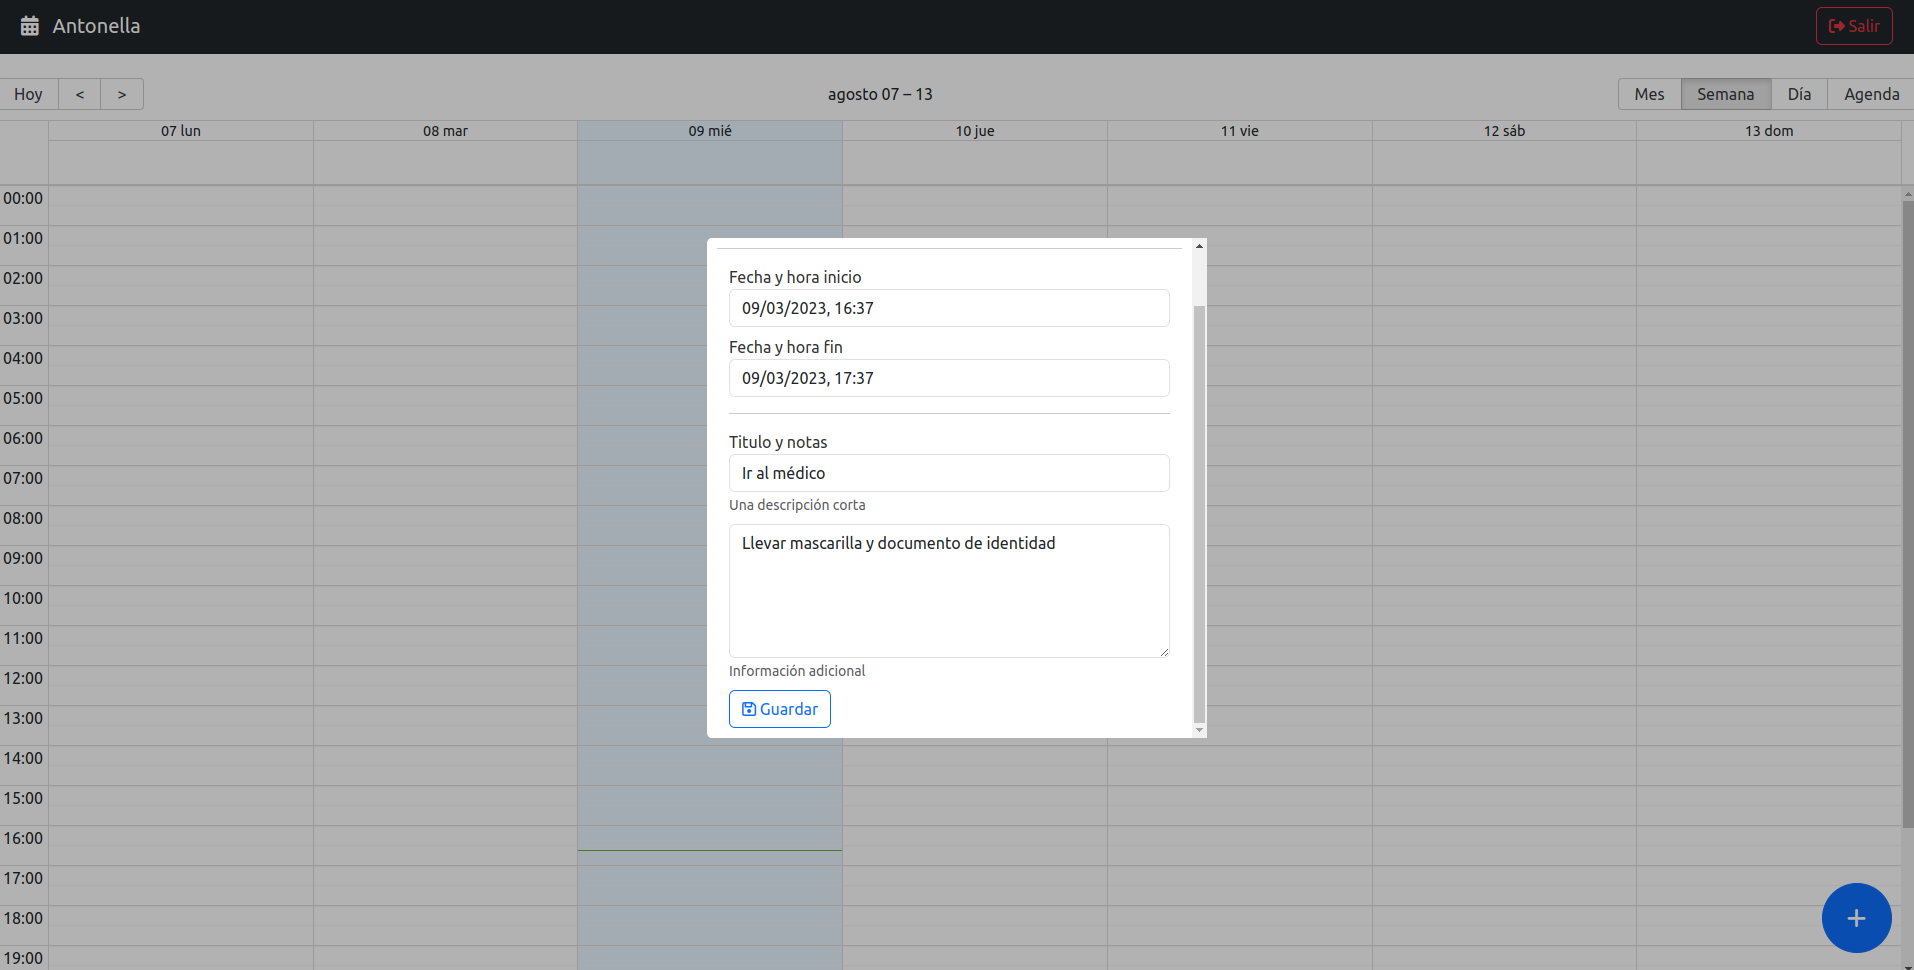 Antonella
Salir
Hoy < > agosto 07 – 13 Mes Semana Día Agenda
07 lun 08 mar 09 mié 10 jue 11 vie 12 sáb 13 dom
00:00
01:00
02:00
03:00
04:00
05:00
06:00
07:00
08:00
09:00
10:00
11:00
12:00
13:00
14:00
15:00
16:00
17:00
18:00
19:00
Fecha y hora inicio
09/03/2023, 16:37
Fecha y hora fin
09/03/2023, 17:37
Titulo y notas
Ir al médico
Una descripción corta
Llevar mascarilla y documento de identidad
Información adicional
Guardar
+